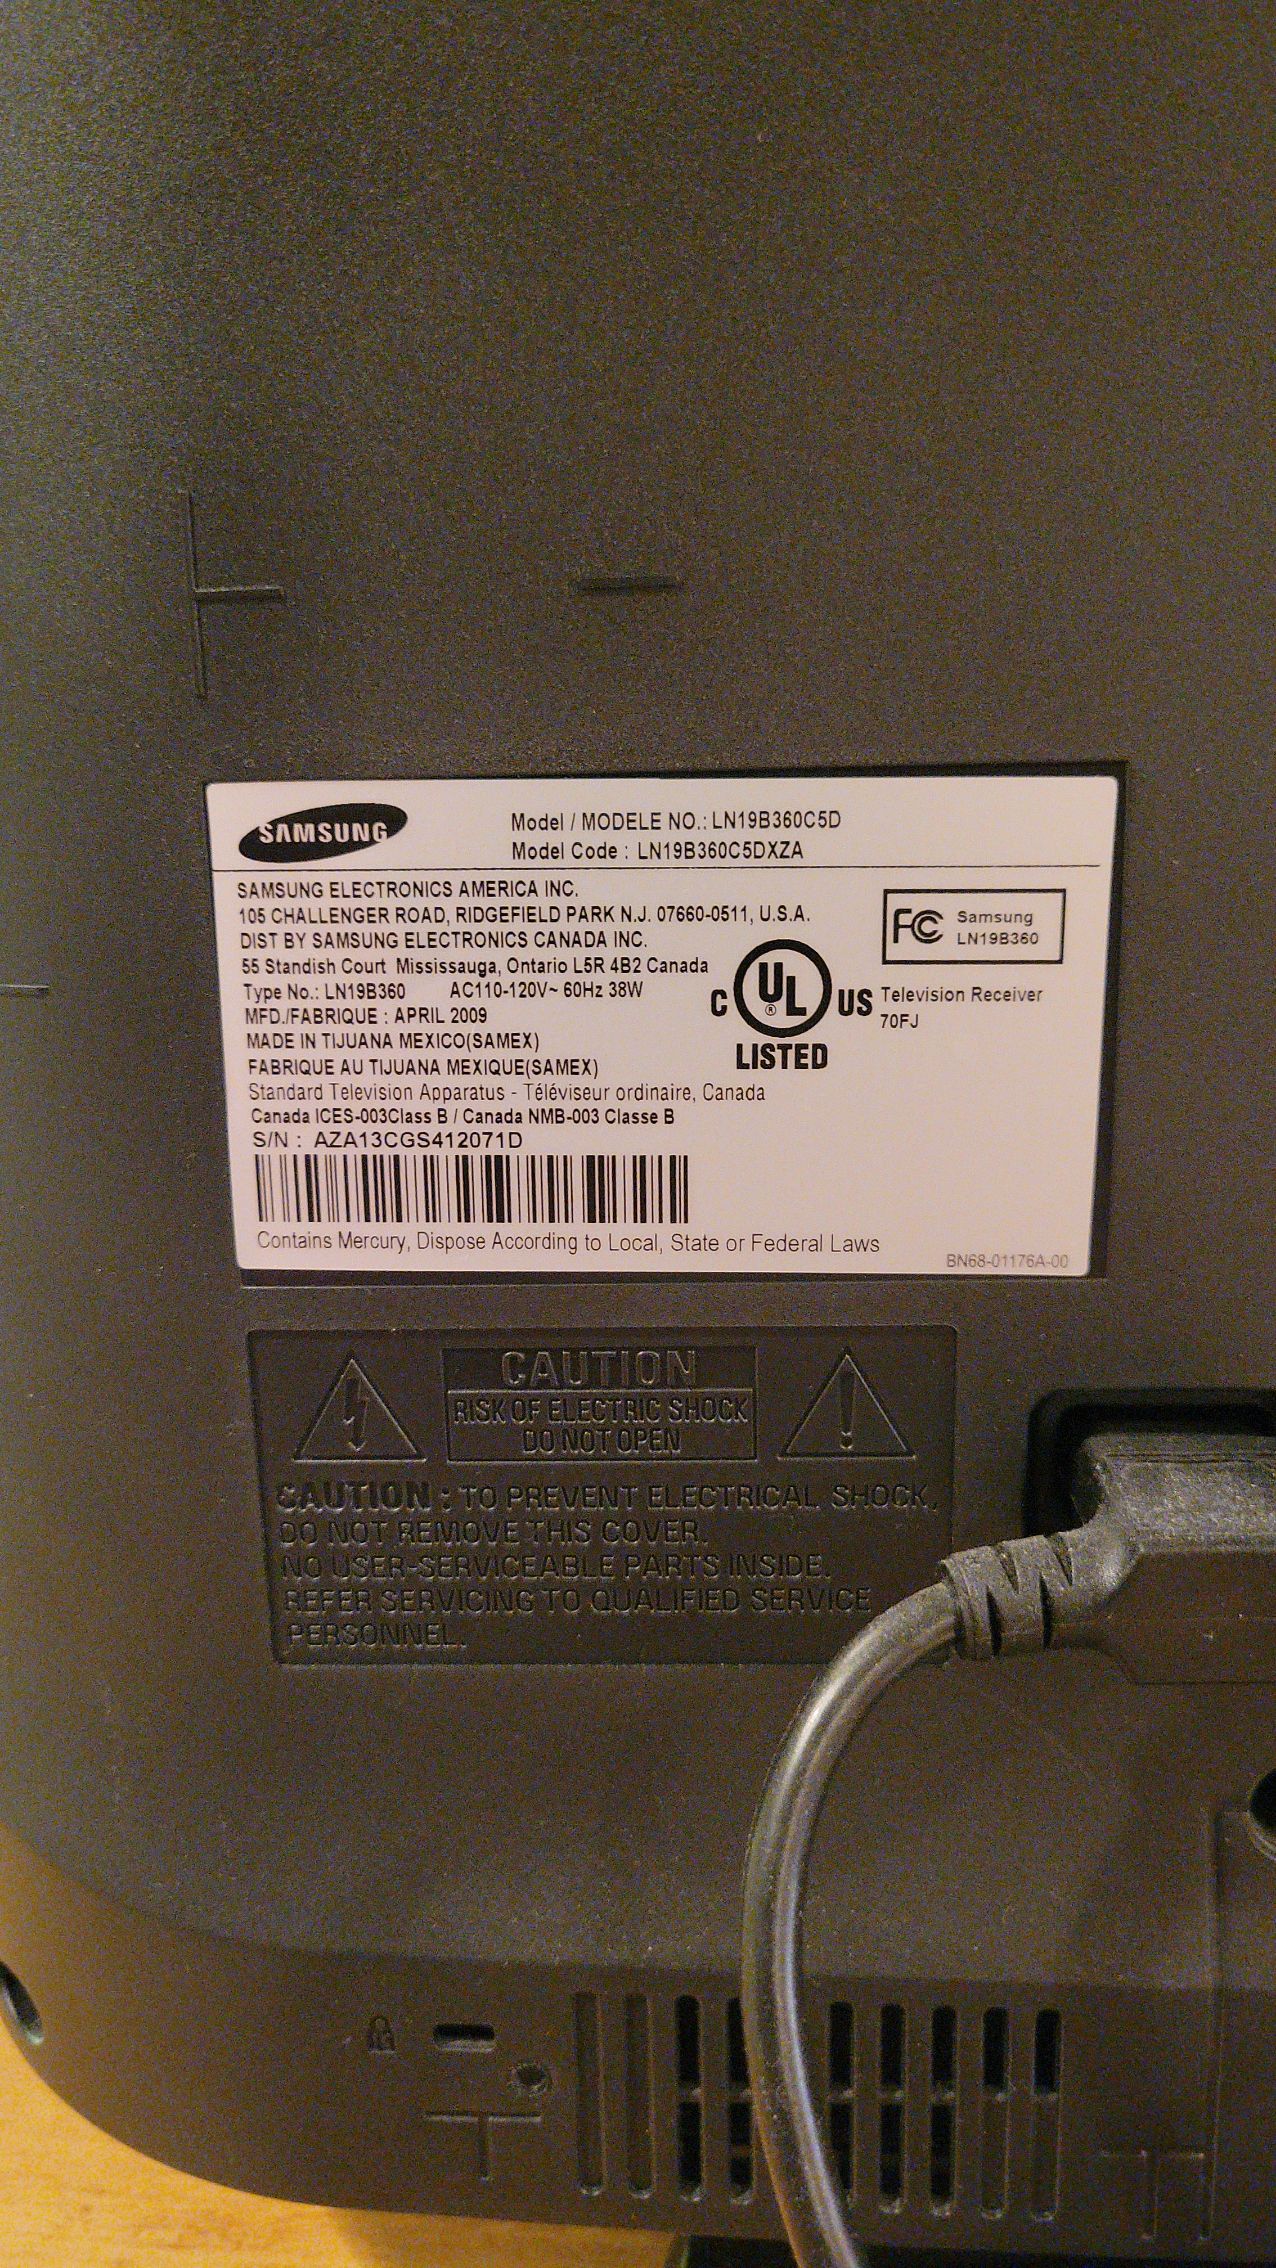 SAMSUNG
Model / MODELE NO.: LN19B360C5D
Model Code : LN19B360C5DXZA
SAMSUNG ELECTRONICS AMERICA INC.
105 CHALLENGER ROAD, RIDGEFIELD PARK N.J. 07660-0511, U.S.A.
DIST BY SAMSUNG ELECTRONICS CANADA INC.
55 Standish Court Mississauga, Ontario L5R 4B2 Canada
Type No.: LN19B360 AC110-120V~ 60Hz 38W
MFD./FABRIQUE : APRIL 2009
MADE IN TIJUANA MEXICO(SAMEX)
FABRIQUE AU TIJUANA MEXIQUE(SAMEX)
Standard Television Apparatus - Téléviseur ordinaire, Canada
Canada ICES-003Class B / Canada NMB-003 Classe B
S/N : AZA13CGS412071D
Contains Mercury, Dispose According to Local, State or Federal Laws
FC Samsung
LN19B360
C UL® US
LISTED
Television Receiver
70FJ
BN68-01176A-00
CAUTION
RISK OF ELECTRIC SHOCK
DO NOT OPEN
CAUTION : TO PREVENT ELECTRICAL SHOCK,
DO NOT REMOVE THIS COVER.
NO USER-SERVICEABLE PARTS INSIDE.
REFER SERVICING TO QUALIFIED SERVICE
PERSONNEL.